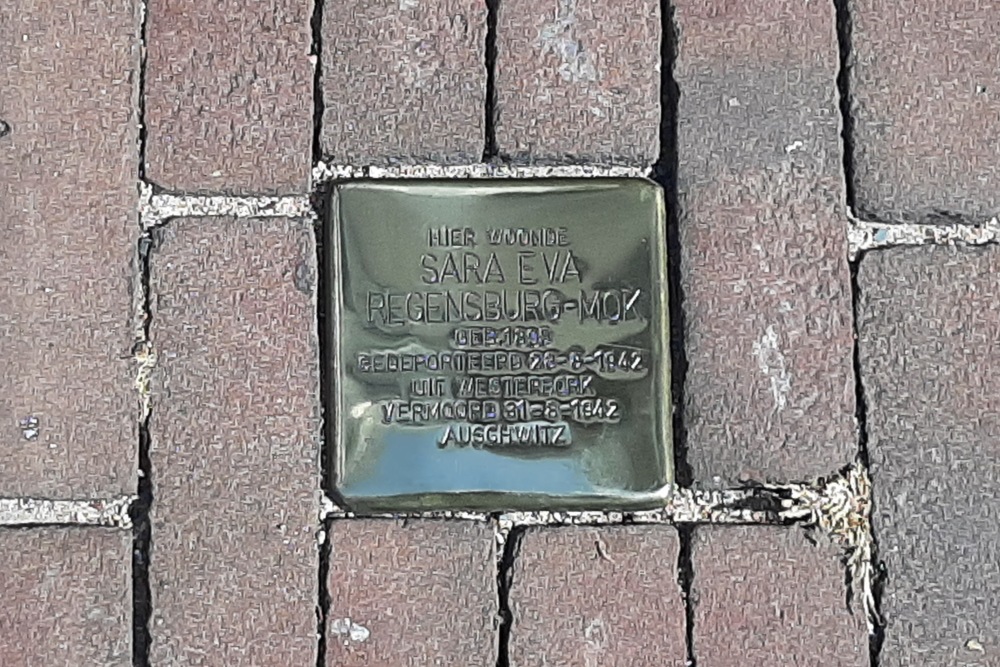 HIER WOONDE
SARA EVA
REGENSBURG-MOK
GEB.
GEDEPORTEERD 28-8-1942
UIT WESTERBORK
VERMOORD 31-8-1942
AUSCHWITZ